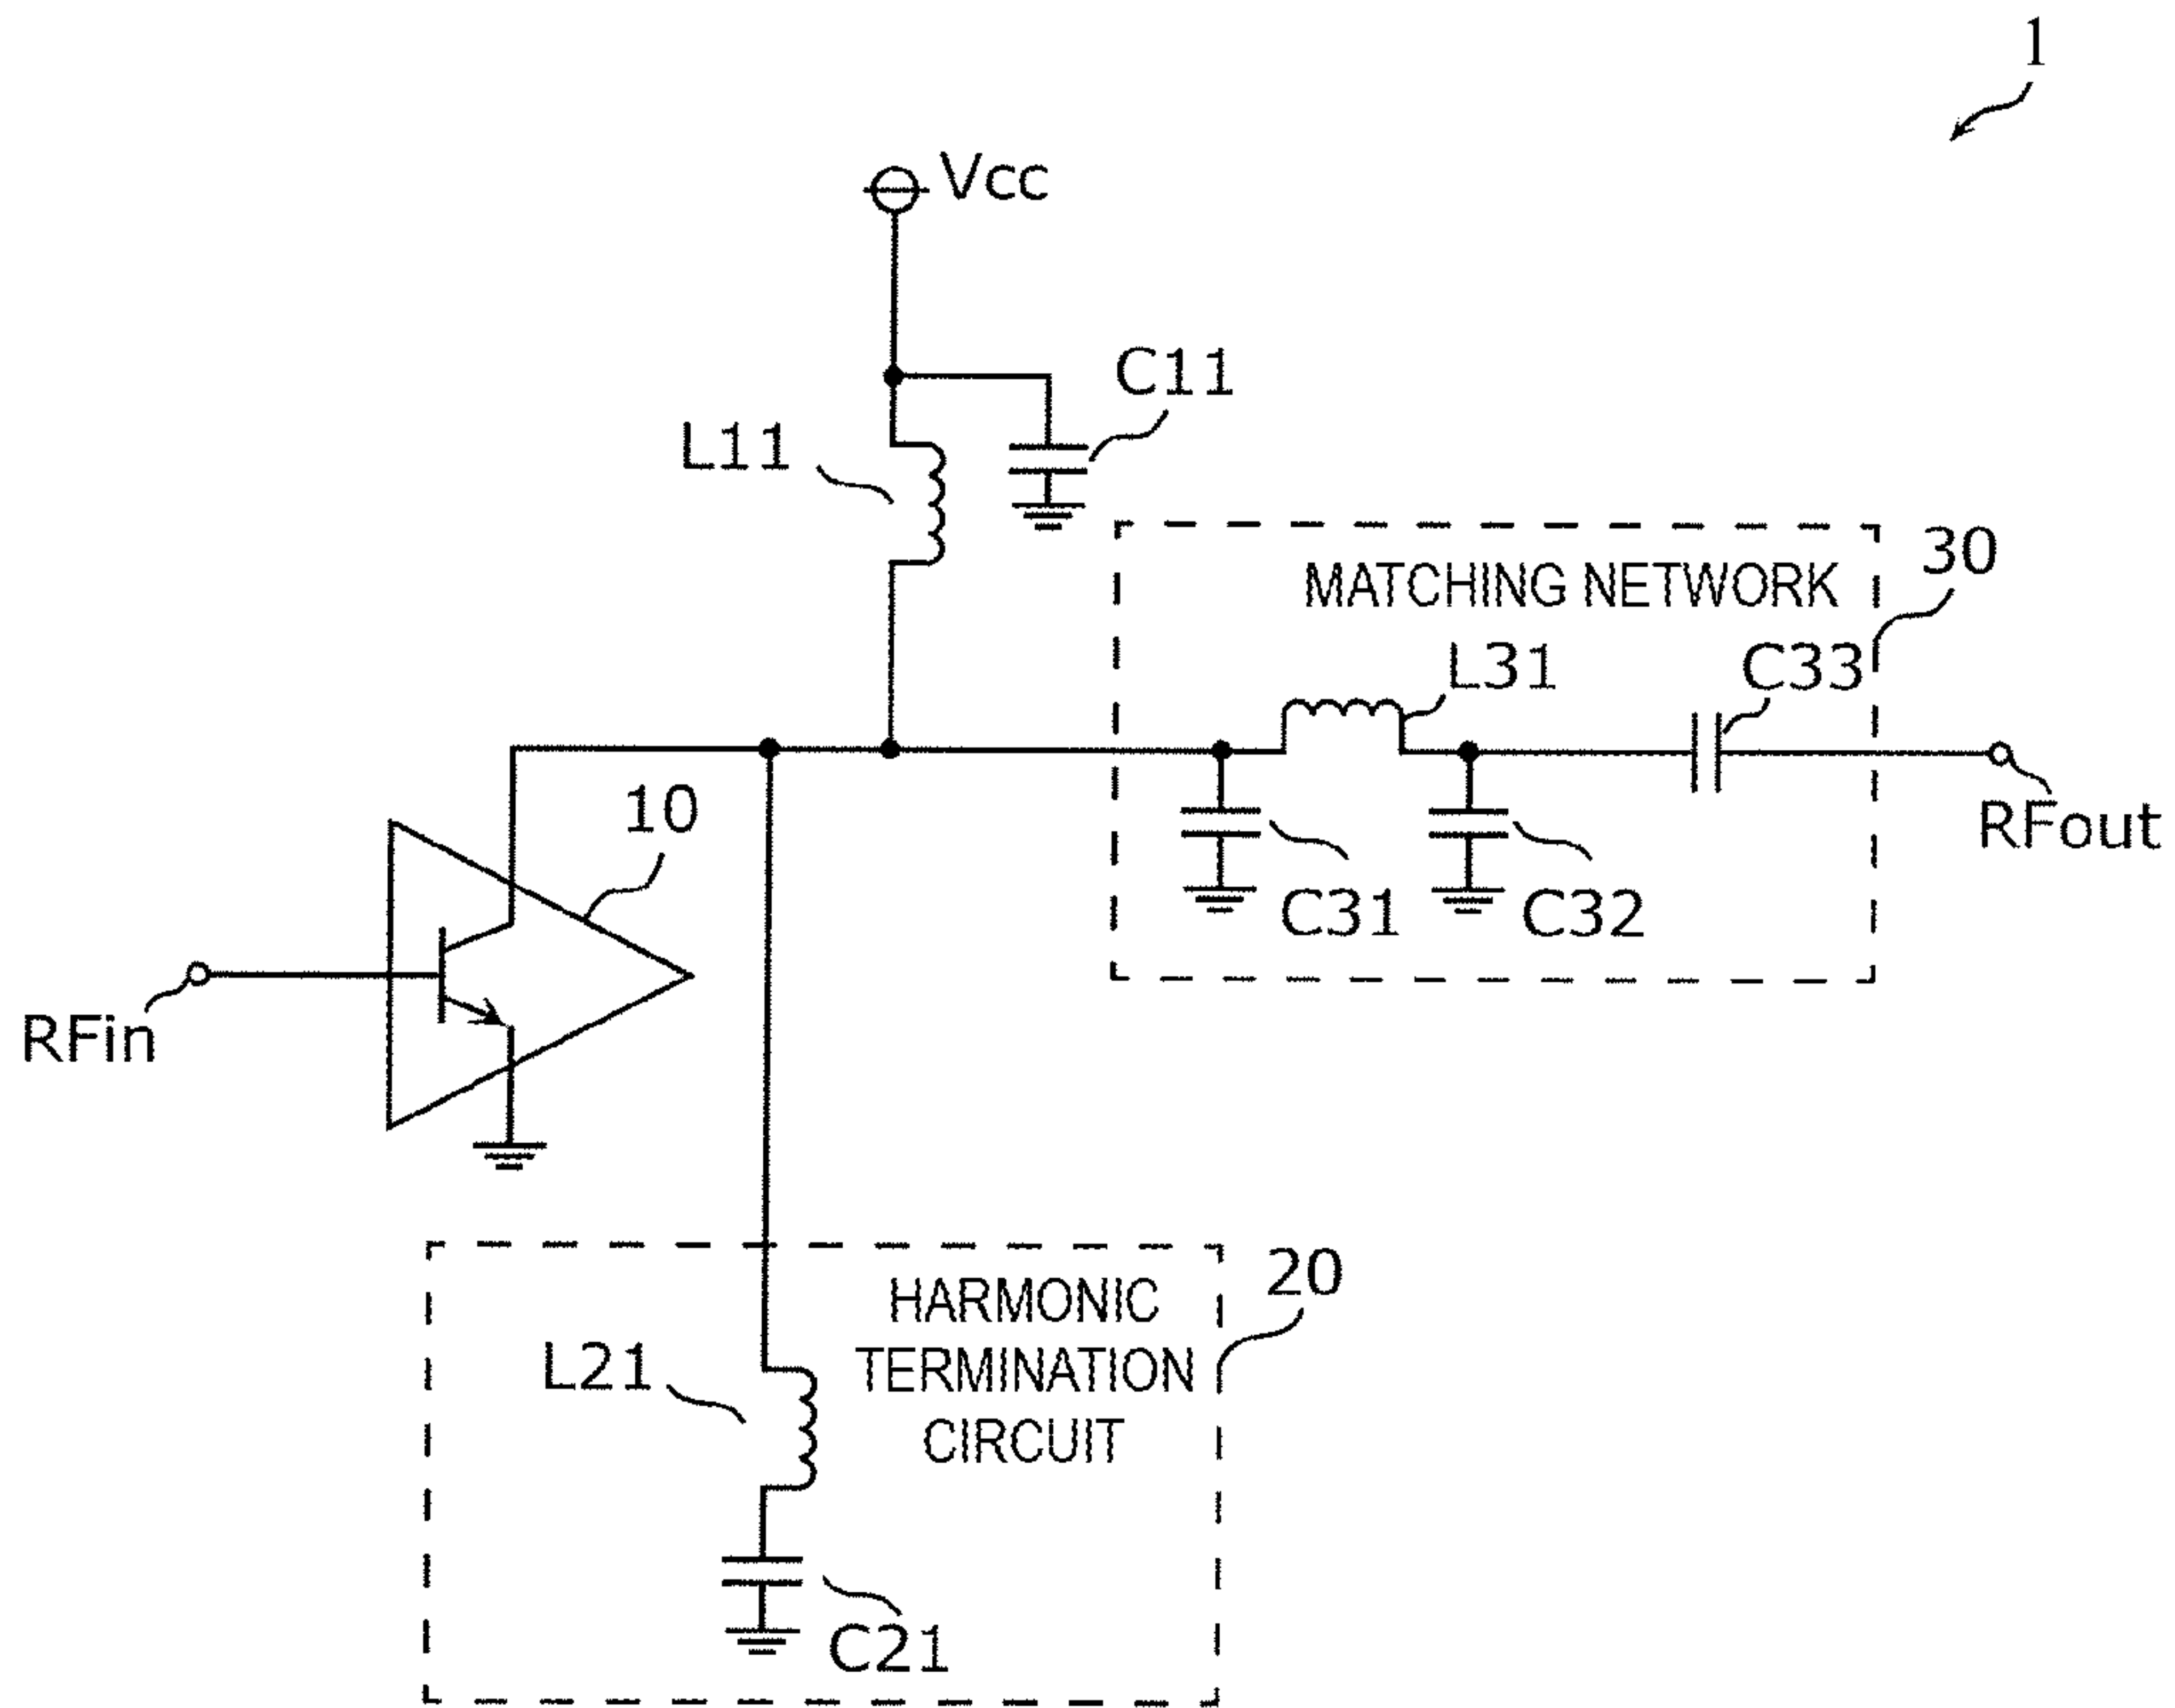 1
Vcc
C11
L11
30
MATCHING NETWORK
L31
C33
10
RFout
C31
C32
RFin
20
HARMONIC
TERMINATION
CIRCUIT
L21
C21